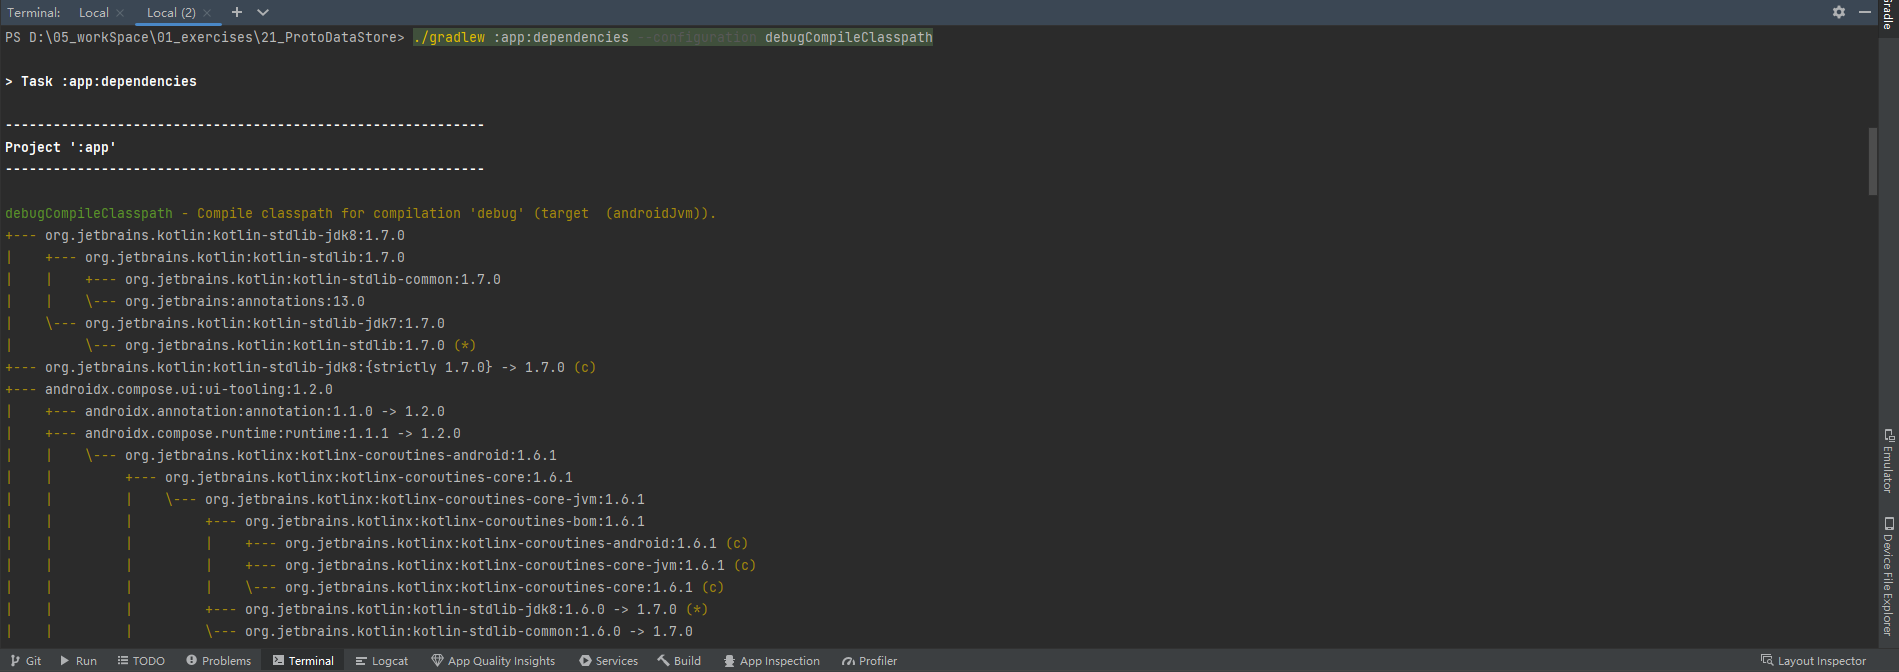 Terminal: Local × Local (2) × +
PS D:\05_workSpace\01_exercises\21_ProtoDataStore> ./gradlew :app:dependencies --configuration debugCompileClasspath
> Task :app:dependencies
------------------------------------------------------------
Project ':app'
------------------------------------------------------------
debugCompileClasspath - Compile classpath for compilation 'debug' (target  (androidJvm)).
+--- org.jetbrains.kotlin:kotlin-stdlib-jdk8:1.7.0
|    +--- org.jetbrains.kotlin:kotlin-stdlib:1.7.0
|    |    +--- org.jetbrains.kotlin:kotlin-stdlib-common:1.7.0
|    |    \--- org.jetbrains:annotations:13.0
|    \--- org.jetbrains.kotlin:kotlin-stdlib-jdk7:1.7.0
|         \--- org.jetbrains.kotlin:kotlin-stdlib:1.7.0 (*)
+--- org.jetbrains.kotlin:kotlin-stdlib-jdk8:{strictly 1.7.0} -> 1.7.0 (c)
+--- androidx.compose.ui:ui-tooling:1.2.0
|    +--- androidx.annotation:annotation:1.1.0 -> 1.2.0
|    +--- androidx.compose.runtime:runtime:1.1.1 -> 1.2.0
|    |    \--- org.jetbrains.kotlinx:kotlinx-coroutines-android:1.6.1
|    |         +--- org.jetbrains.kotlinx:kotlinx-coroutines-core:1.6.1
|    |         |    \--- org.jetbrains.kotlinx:kotlinx-coroutines-core-jvm:1.6.1
|    |         |         +--- org.jetbrains.kotlinx:kotlinx-coroutines-bom:1.6.1
|    |         |         |    +--- org.jetbrains.kotlinx:kotlinx-coroutines-android:1.6.1 (c)
|    |         |         |    +--- org.jetbrains.kotlinx:kotlinx-coroutines-core-jvm:1.6.1 (c)
|    |         |         |    \--- org.jetbrains.kotlinx:kotlinx-coroutines-core:1.6.1 (c)
|    |         |         +--- org.jetbrains.kotlin:kotlin-stdlib-jdk8:1.6.0 -> 1.7.0 (*)
|    |         |         \--- org.jetbrains.kotlin:kotlin-stdlib-common:1.6.0 -> 1.7.0
Git Run TODO Problems Terminal Logcat App Quality Insights Services Build App Inspection Profiler Layout Inspector
Emulator
Device File Explorer